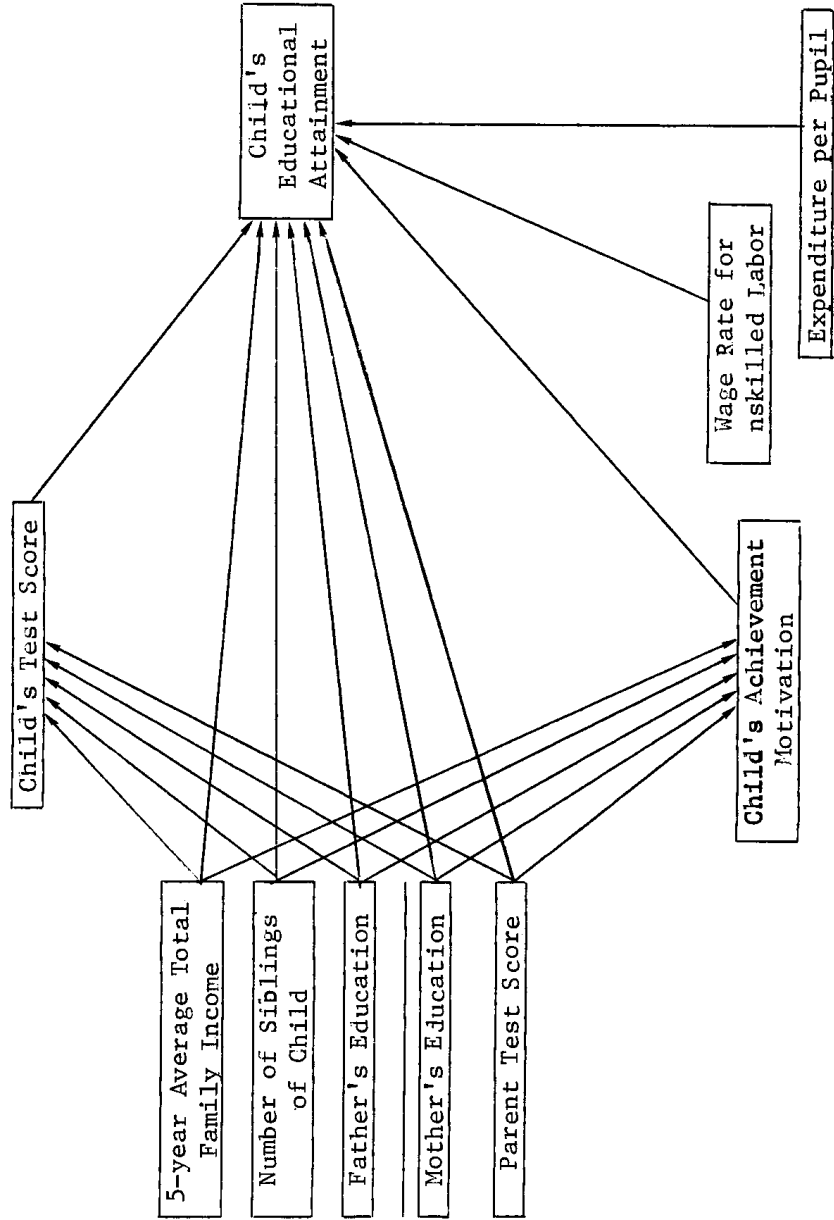 Child's Test Score
5-year Average Total
Family Income
Number of Siblings
of Child
Father's Education
Mother's Education
Parent Test Score
Child's
Educational
Attainment
Child's Achievement
Motivation
Wage Rate for
nskilled Labor
Expenditure per Pupil